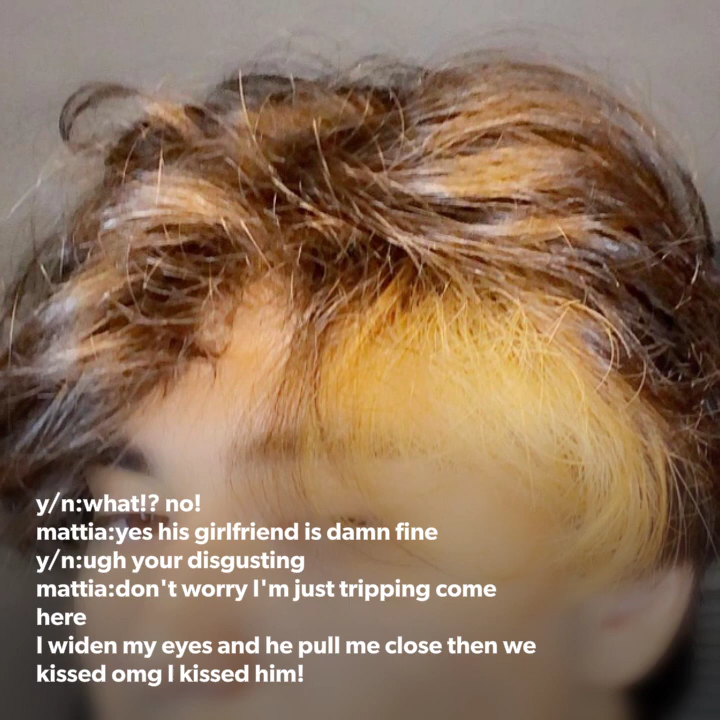 y/n:what!? no!
mattia:yes his girlfriend is damn fine
y/n:ugh your disgusting
mattia:don't worry I'm just tripping come
here
I widen my eyes and he pull me close then we
kissed omg I kissed him!